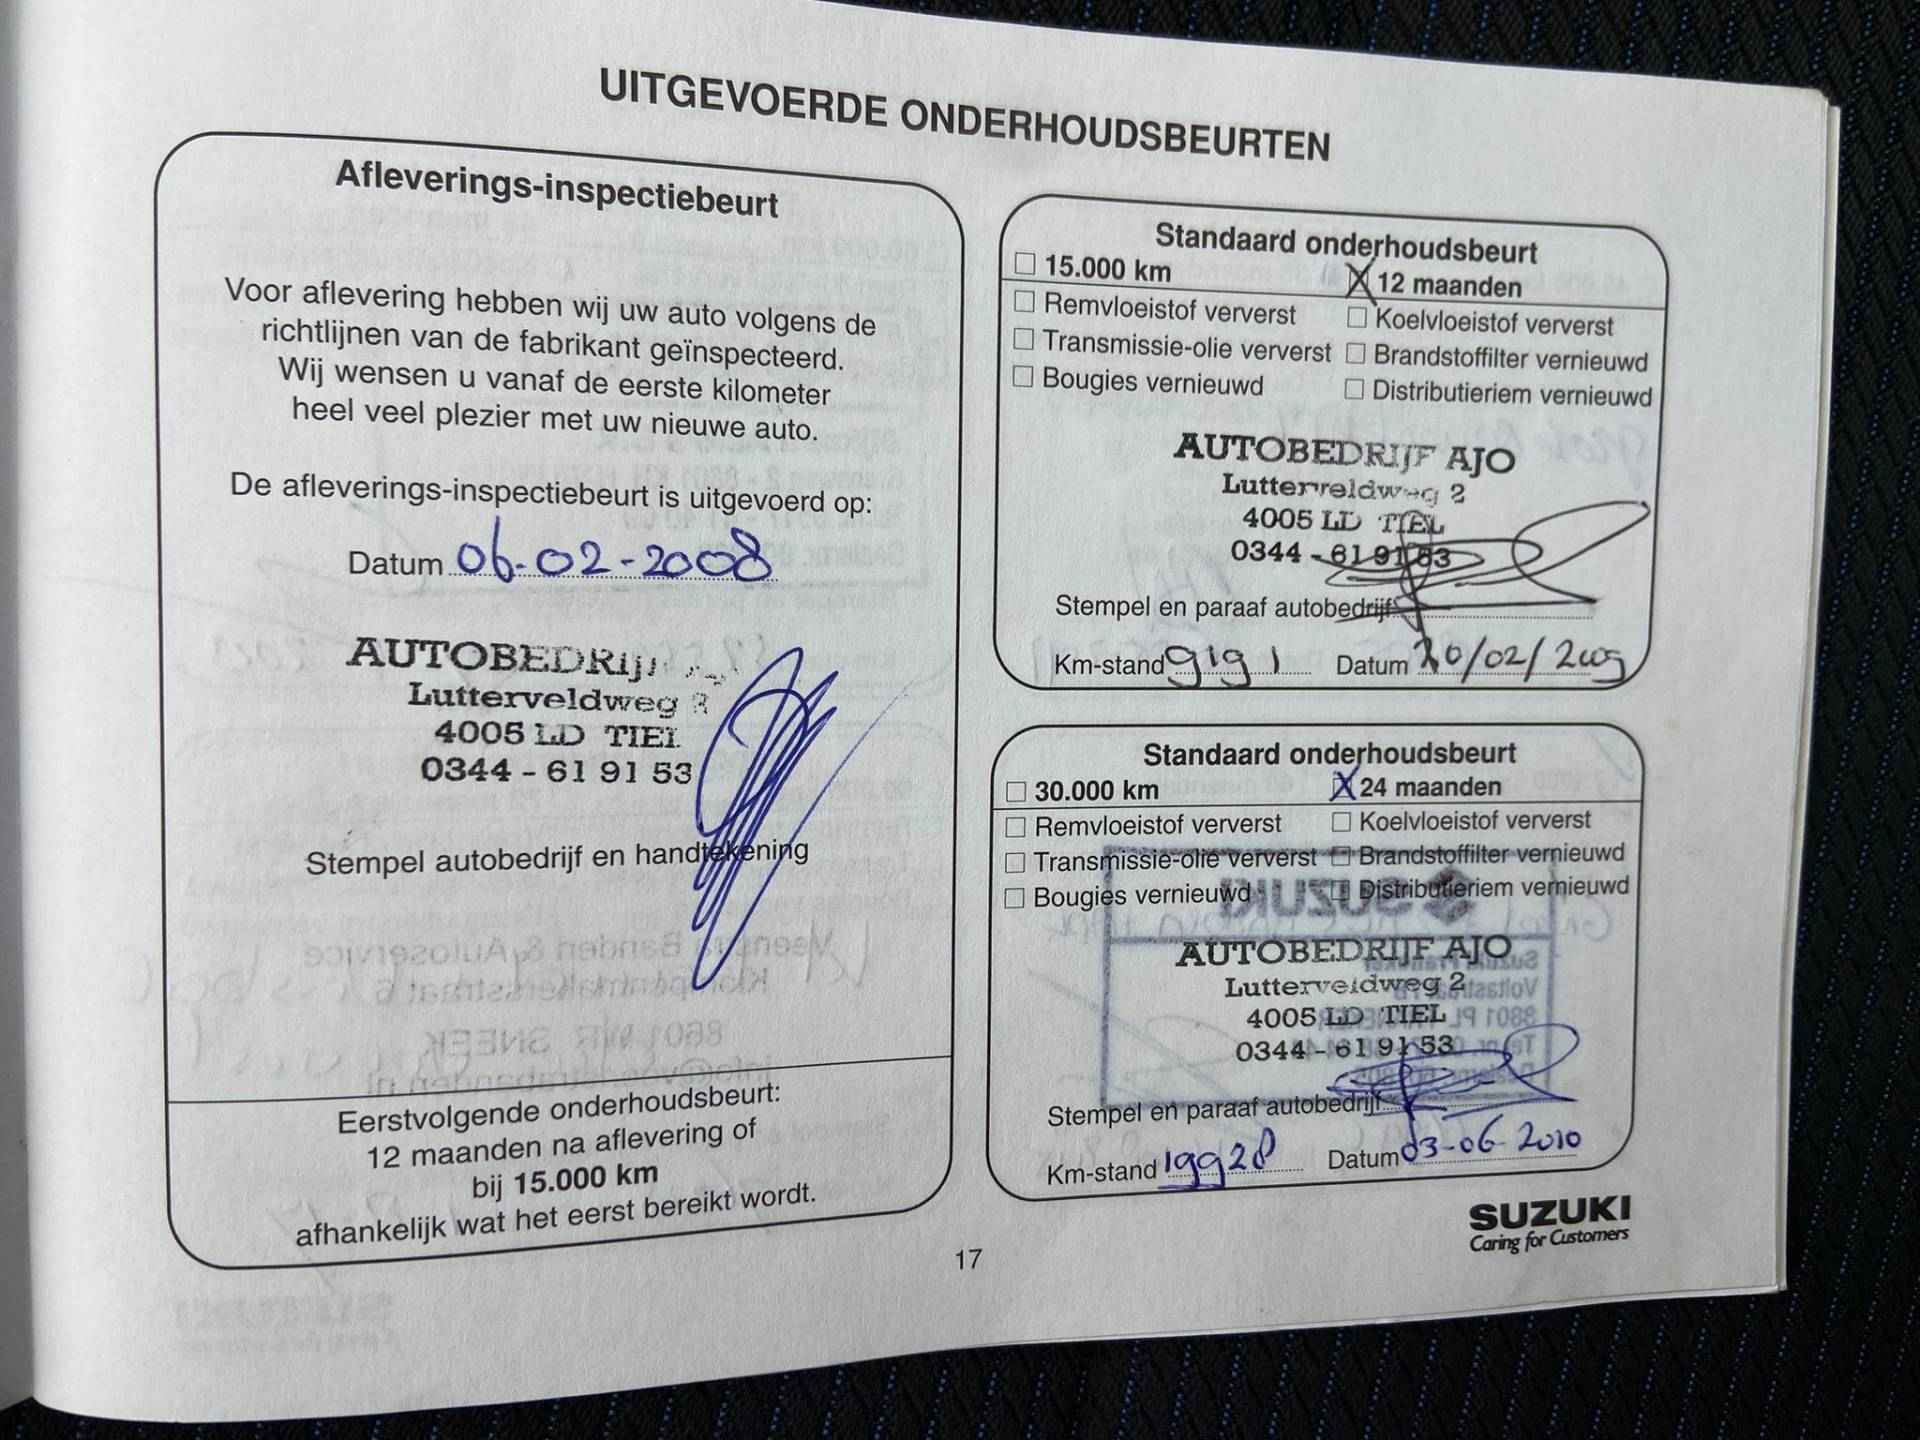 UITGEVOERDE ONDERHOUDSBEURTEN
Afleverings-inspectiebeurt
Voor aflevering hebben wij uw auto volgens de
richtlijnen van de fabrikant geïnspecteerd.
Wij wensen u vanaf de eerste kilometer
heel veel plezier met uw nieuwe auto.
De afleverings-inspectiebeurt is uitgevoerd op:
Datum 06-02-2008
AUTOBEDRIJF
Lutterveldweg
4005 LD TIEL
0344 - 61 91 53
Stempel autobedrijf en handtekening
Eerstvolgende onderhoudsbeurt:
12 maanden na aflevering of
bij 15.000 km
afhankelijk wat het eerst bereikt wordt.
Standaard onderhoudsbeurt
15.000 km X 12 maanden
Remvloeistof ververst Koelvloeistof ververst
Transmissie-olie ververst Brandstoffilter vernieuwd
Bougies vernieuwd Distributieriem vernieuwd
AUTOBEDRIJF AJO
Lutterveldweg 2
4005 LD TIEL
0344 - 61 91 53
Stempel en paraaf autobedrijf
Km-stand 9191 Datum /02/2009
Standaard onderhoudsbeurt
30.000 km X 24 maanden
Remvloeistof ververst Koelvloeistof ververst
Transmissie-olie ververst Brandstoffilter vernieuwd
Bougies vernieuwd Distributieriem vernieuwd
AUTOBEDRIJF AJO
Lutterveldweg 2
4005 LD TIEL
0344 - 61 91 53
Stempel en paraaf autobedrijf
Km-stand 19928 Datum 03-06-2010
SUZUKI
Caring for Customers
17